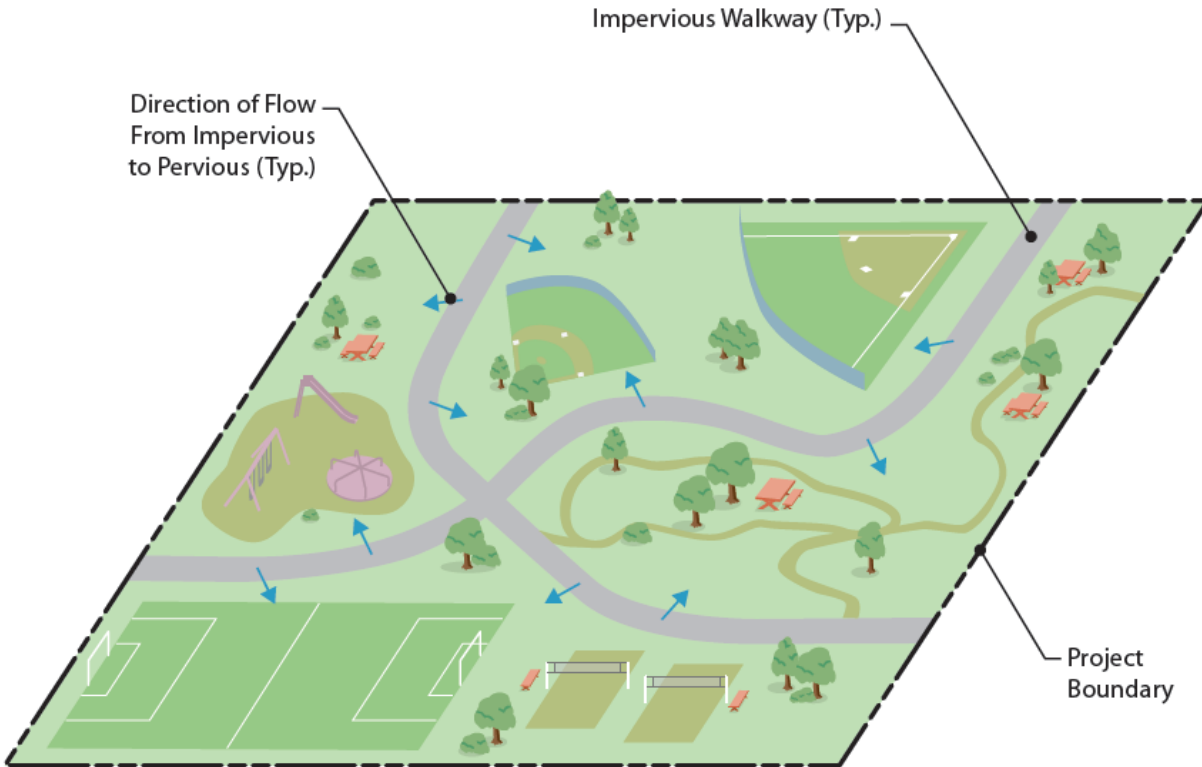 Impervious Walkway (Typ.)
Direction of Flow
From Impervious
to Pervious (Typ.)
Project
Boundary